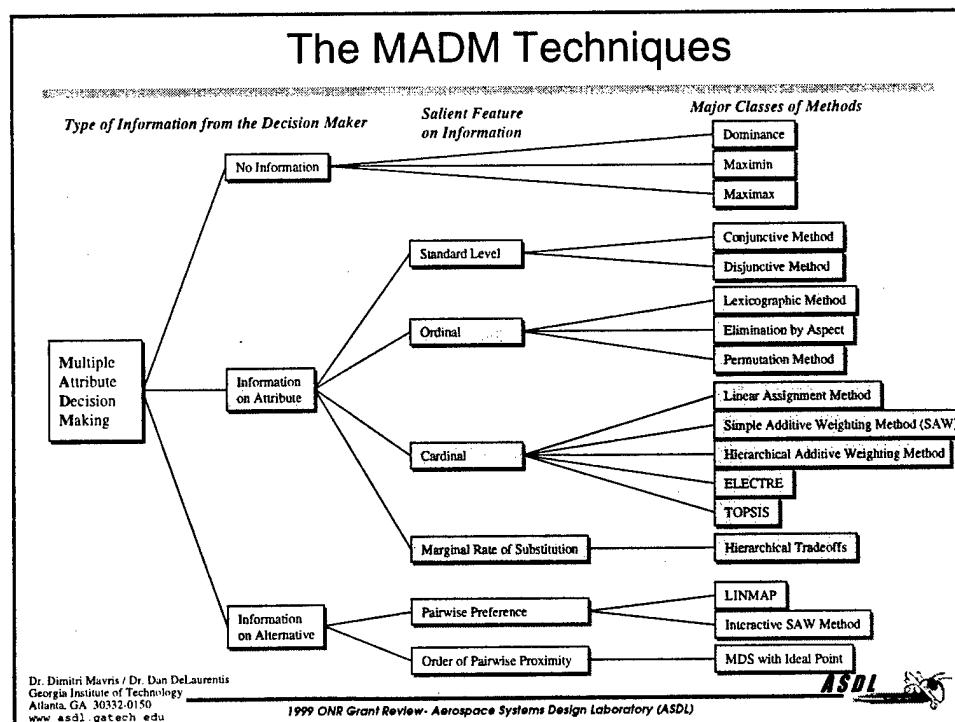 The MADM Techniques
Type of Information from the Decision Maker
Salient Feature
on Information
Major Classes of Methods
No Information
Dominance
Maximin
Maximax
Standard Level
Conjunctive Method
Disjunctive Method
Ordinal
Lexicographic Method
Elimination by Aspect
Permutation Method
Multiple
Attribute
Decision
Making
Information
on Attribute
Cardinal
Linear Assignment Method
Simple Additive Weighting Method (SAW)
Hierarchical Additive Weighting Method
ELECTRE
TOPSIS
Marginal Rate of Substitution
Hierarchical Tradeoffs
Information
on Alternative
Pairwise Preference
LINMAP
Interactive SAW Method
Order of Pairwise Proximity
MDS with Ideal Point
Dr. Dimitri Mavris / Dr. Dan DeLaurentis
Georgia Institute of Technology
Atlanta, GA 30332-0150
www.asdl.gatech.edu
1999 ONR Grant Review- Aerospace Systems Design Laboratory (ASDL)
ASDL